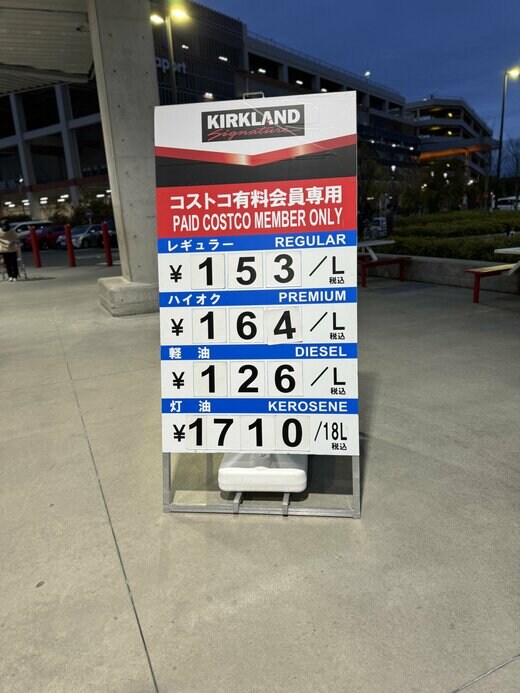 port
KIRKLAND
Signature
コストコ有料会員専用
PAID COSTCO MEMBER ONLY
レギュラー REGULAR
¥153/L 税込
ハイオク PREMIUM
¥164/L 税込
軽油 DIESEL
¥126/L 税込
灯油 KEROSENE
¥1710/18L 税込